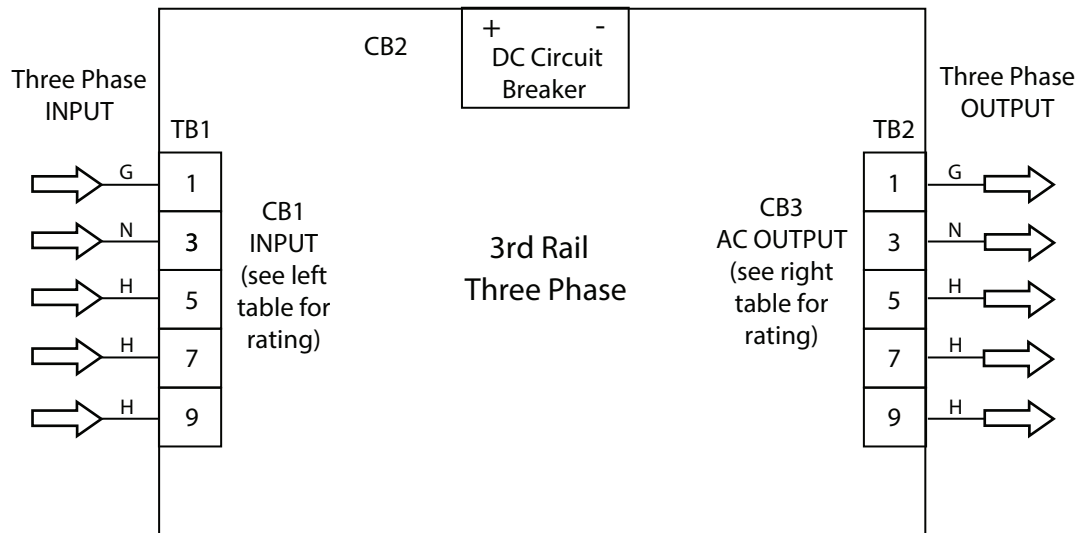 + -
CB2
DC Circuit
Breaker
Three Phase
INPUT
Three Phase
OUTPUT
TB1
TB2
G
1
N
3
H
5
H
7
H
9
CB1
INPUT
(see left
table for
rating)
3rd Rail
Three Phase
CB3
AC OUTPUT
(see right
table for
rating)
1
G
3
N
5
H
7
H
9
H